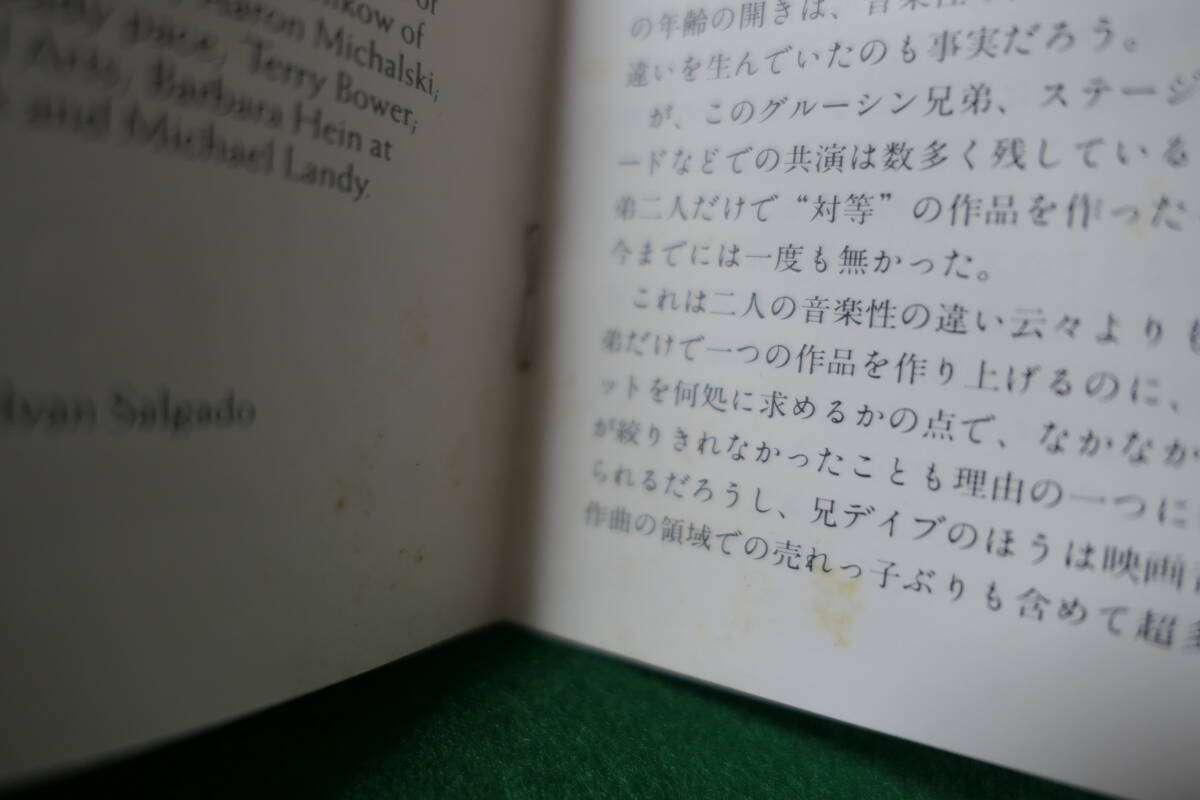 of
kow of
Aaron Michalski,
pace, Terry Bower,
Arts, Barbara Hein at
and Michael Landy.
Salgado
の年齢の開きは、音楽性
違いを生んでいたのも事実だろう。
が、このグルーシン兄弟、ステージ
ードなどでの共演は数多く残している
弟二人だけで“対等”の作品を作った
今までには一度も無かった。
これは二人の音楽性の違い云々よりも
弟だけで一つの作品を作り上げるのに、
ットを何処に求めるかの点で、なかなか
が絞りきれなかったことも理由の一つに
られるだろうし、兄デイブのほうは映画
作曲の領域での売れっ子ぶりも含めて超多